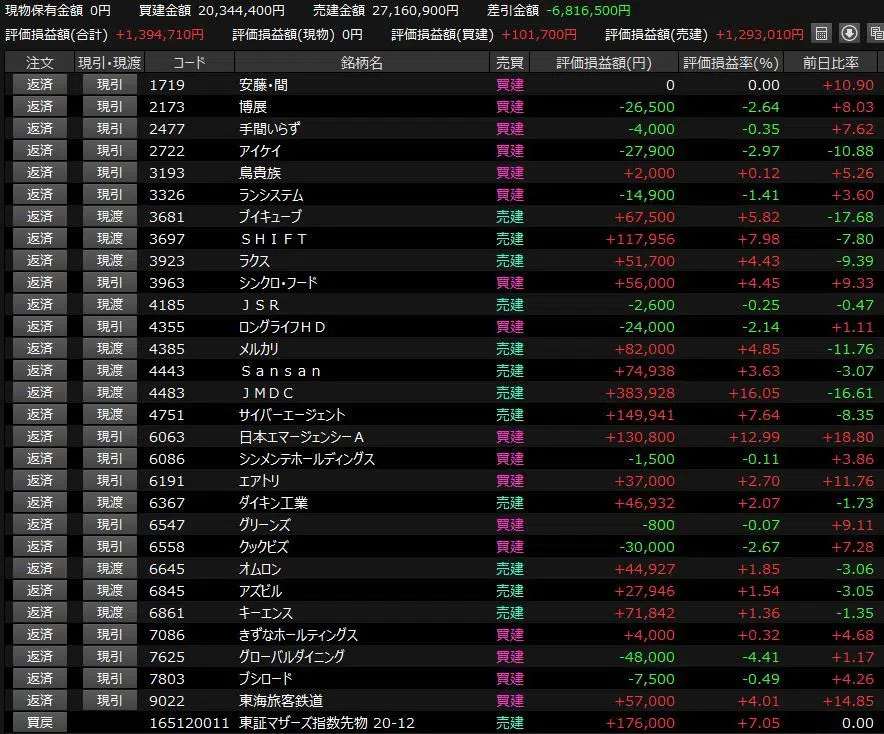 現物保有金額 0円 買建金額 20,344,400円 売建金額 27,160,900円 差引金額 -6,816,500円
評価損益額(合計) +1,394,710円 評価損益額(現物) 0円 評価損益額(買建) +101,700円 評価損益額(売建) +1,293,010円
注文 現引・現渡 コード 銘柄名 売買 評価損益額(円) 評価損益率(%) 前日比率
返済 現引 1719 安藤・間 買建 0 0.00 +10.90
返済 現引 2173 博展 買建 -26,500 -2.64 +8.03
返済 現引 2477 手間いらず 買建 -4,000 -0.35 +7.62
返済 現引 2722 アイケイ 買建 -27,900 -2.97 -10.88
返済 現引 3193 鳥貴族 買建 +2,000 +0.12 +5.26
返済 現引 3326 ランシステム 買建 -14,900 -1.41 +3.60
返済 現渡 3681 ブイキューブ 売建 +67,500 +5.82 -17.68
返済 現渡 3697 ＳＨＩＦＴ 売建 +117,956 +7.98 -7.80
返済 現渡 3923 ラクス 売建 +51,700 +4.43 -9.39
返済 現引 3963 シンクロ・フード 買建 +56,000 +4.45 +9.33
返済 現渡 4185 ＪＳＲ 売建 -2,600 -0.25 -0.47
返済 現引 4355 ロングライフＨＤ 買建 -24,000 -2.14 +1.11
返済 現渡 4385 メルカリ 売建 +82,000 +4.85 -11.76
返済 現渡 4443 Ｓａｎｓａｎ 売建 +74,938 +3.63 -3.07
返済 現渡 4483 ＪＭＤＣ 売建 +383,928 +16.05 -16.61
返済 現渡 4751 サイバーエージェント 売建 +149,941 +7.64 -8.35
返済 現引 6063 日本エマージェンシーＡ 買建 +130,800 +12.99 +18.80
返済 現引 6086 シンメンテホールディングス 買建 -1,500 -0.11 +3.86
返済 現引 6191 エアトリ 買建 +37,000 +2.70 +11.76
返済 現渡 6367 ダイキン工業 売建 +46,932 +2.07 -1.73
返済 現引 6547 グリーンズ 買建 -800 -0.07 +9.11
返済 現引 6558 クックビズ 買建 -30,000 -2.67 +7.28
返済 現渡 6645 オムロン 売建 +44,927 +1.85 -3.06
返済 現渡 6845 アズビル 売建 +27,946 +1.54 -3.05
返済 現渡 6861 キーエンス 売建 +71,842 +1.36 -1.35
返済 現引 7086 きずなホールディングス 買建 +4,000 +0.32 +4.68
返済 現引 7625 グローバルダイニング 買建 -48,000 -4.41 +1.17
返済 現引 7803 ブシロード 買建 -7,500 -0.49 +4.26
返済 現引 9022 東海旅客鉄道 買建 +57,000 +4.01 +14.85
買戻 165120011 東証マザーズ指数先物 20-12 売建 +176,000 +7.05 0.00